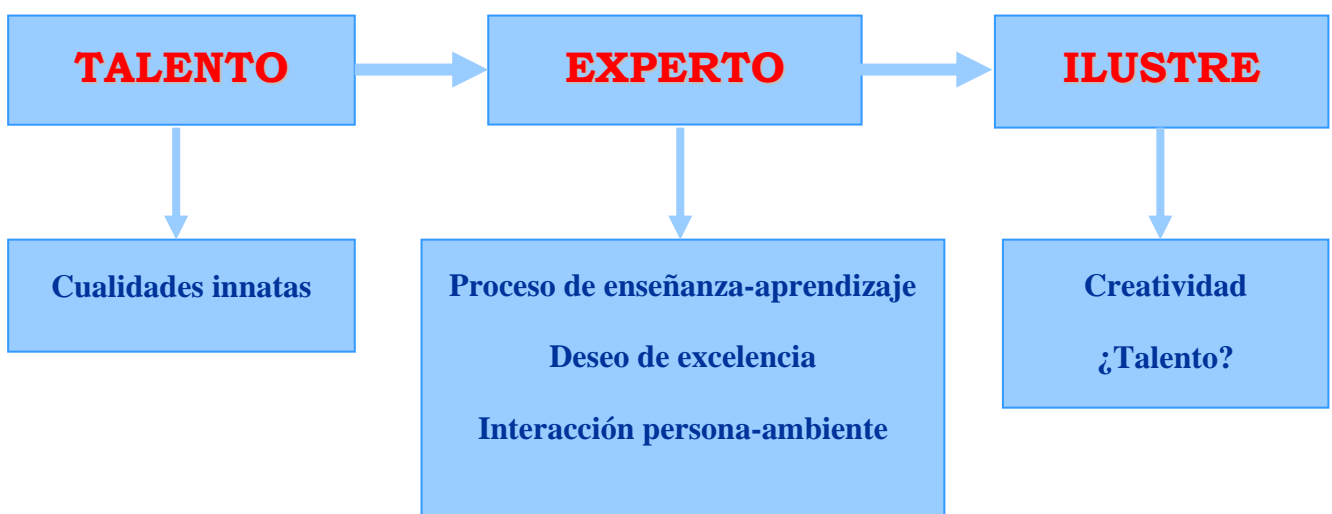 TALENTO
EXPERTO
ILUSTRE
Cualidades innatas
Proceso de enseñanza-aprendizaje
Deseo de excelencia
Interacción persona-ambiente
Creatividad
¿Talento?